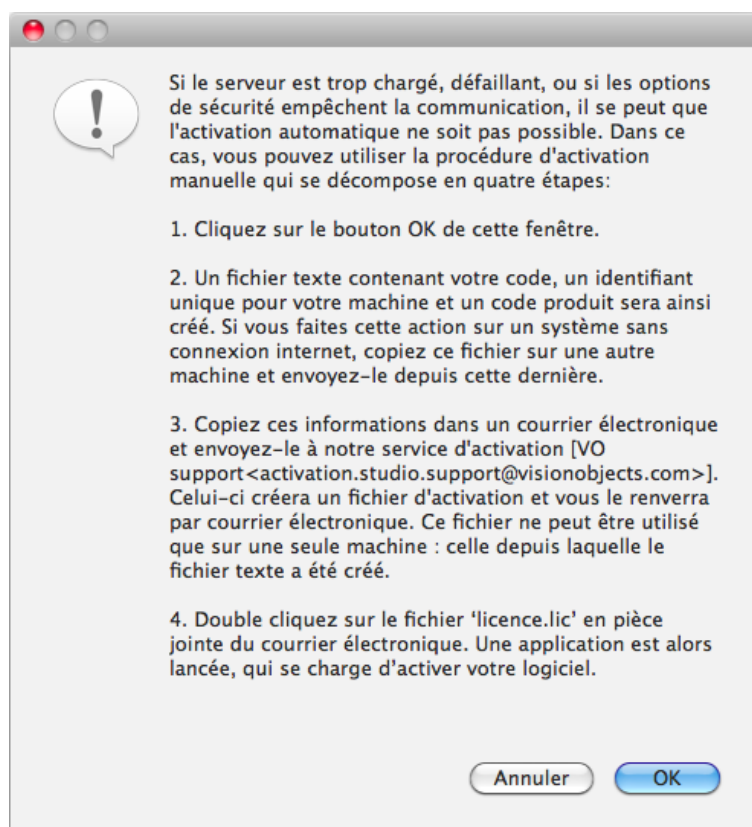 Si le serveur est trop chargé, défaillant, ou si les options
de sécurité empêchent la communication, il se peut que
l'activation automatique ne soit pas possible. Dans ce
cas, vous pouvez utiliser la procédure d'activation
manuelle qui se décompose en quatre étapes:
1. Cliquez sur le bouton OK de cette fenêtre.
2. Un fichier texte contenant votre code, un identifiant
unique pour votre machine et un code produit sera ainsi
créé. Si vous faites cette action sur un système sans
connexion internet, copiez ce fichier sur une autre
machine et envoyez-le depuis cette dernière.
3. Copiez ces informations dans un courrier électronique
et envoyez-le à notre service d'activation [VO
support<activation.studio.support@visionobjects.com>].
Celui-ci créera un fichier d'activation et vous le renverra
par courrier électronique. Ce fichier ne peut être utilisé
que sur une seule machine : celle depuis laquelle le
fichier texte a été créé.
4. Double cliquez sur le fichier ‘licence.lic’ en pièce
jointe du courrier électronique. Une application est alors
lancée, qui se charge d’activer votre logiciel.
Annuler OK